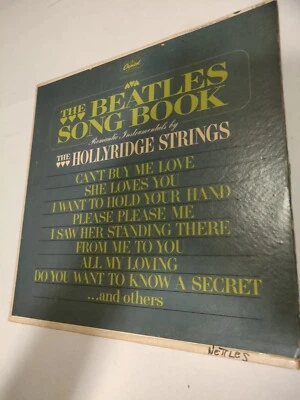 Capitol
THE BEATLES
SONG BOOK
Romantic Instrumentals by
THE HOLLYRIDGE STRINGS
CAN'T BUY ME LOVE
SHE LOVES YOU
I WANT TO HOLD YOUR HAND
PLEASE PLEASE ME
I SAW HER STANDING THERE
FROM ME TO YOU
ALL MY LOVING
DO YOU WANT TO KNOW A SECRET
...and others
NETTLES